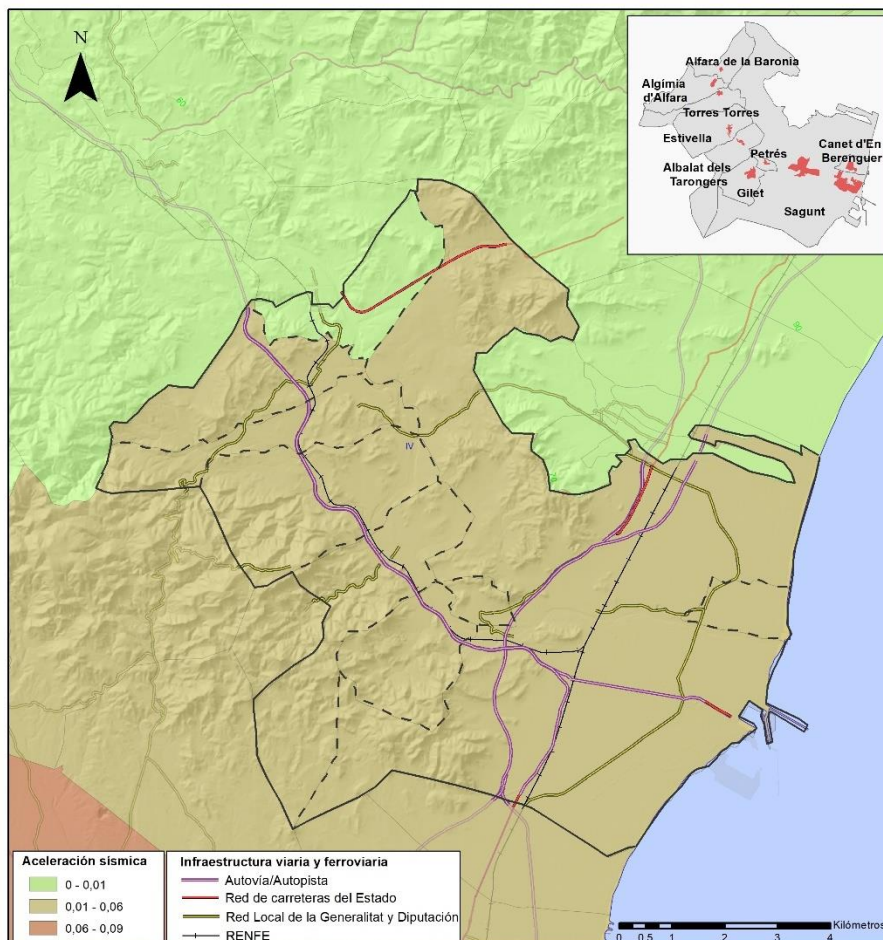 N
Alfara de la Baronia
Algímia
d'Alfara
Torres Torres
Estivella
Petrés
Canet d'En
Berenguer
Albalat dels
Tarongers
Gilet
Sagunt
IV
Aceleración sísmica
0 - 0,01
0,01 - 0,06
0,06 - 0,09
Infraestructura viaria y ferroviaria
Autovía/Autopista
Red de carreteras del Estado
Red Local de la Generalitat y Diputación
RENFE
Kilómetros
0 0,5 1 2 3 4